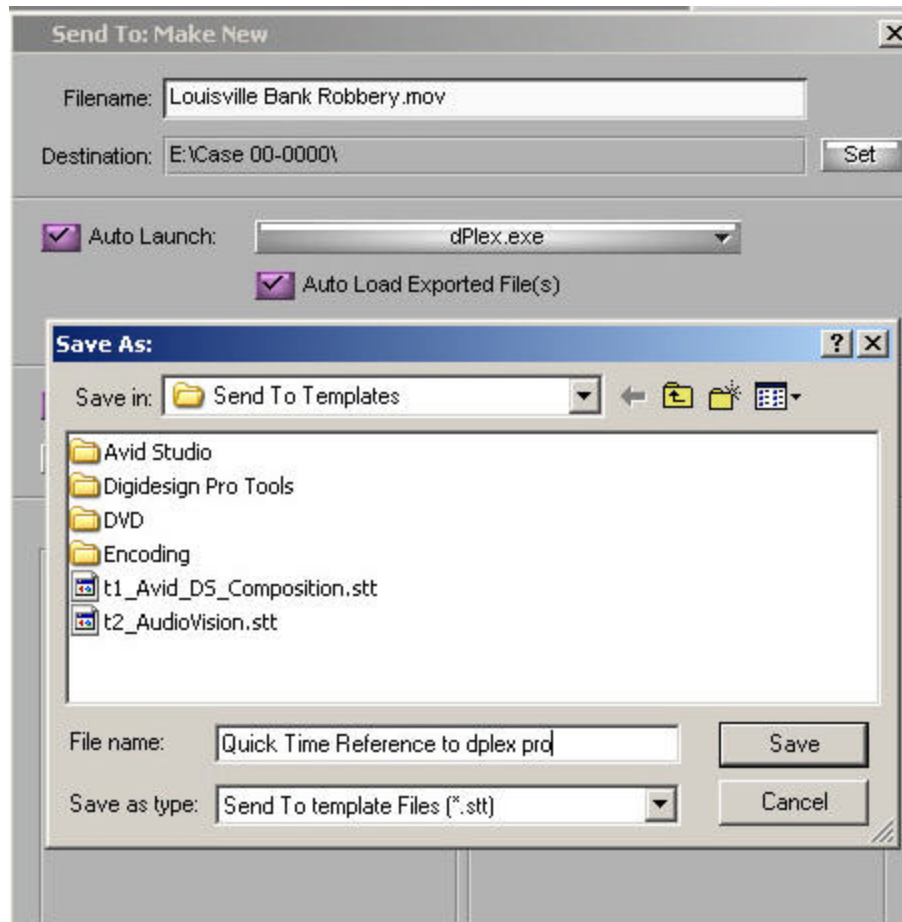 Send To: Make New
Filename: Louisville Bank Robbery.mov
Destination: E:\Case 00-0000\ Set
Auto Launch: dPlex.exe
Auto Load Exported File(s)
Save As:
Save in: Send To Templates
Avid Studio
Digidesign Pro Tools
DVD
Encoding
t1_Avid_DS_Composition.stt
t2_AudioVision.stt
File name: Quick Time Reference to dplex pro Save
Save as type: Send To template Files (*.stt) Cancel